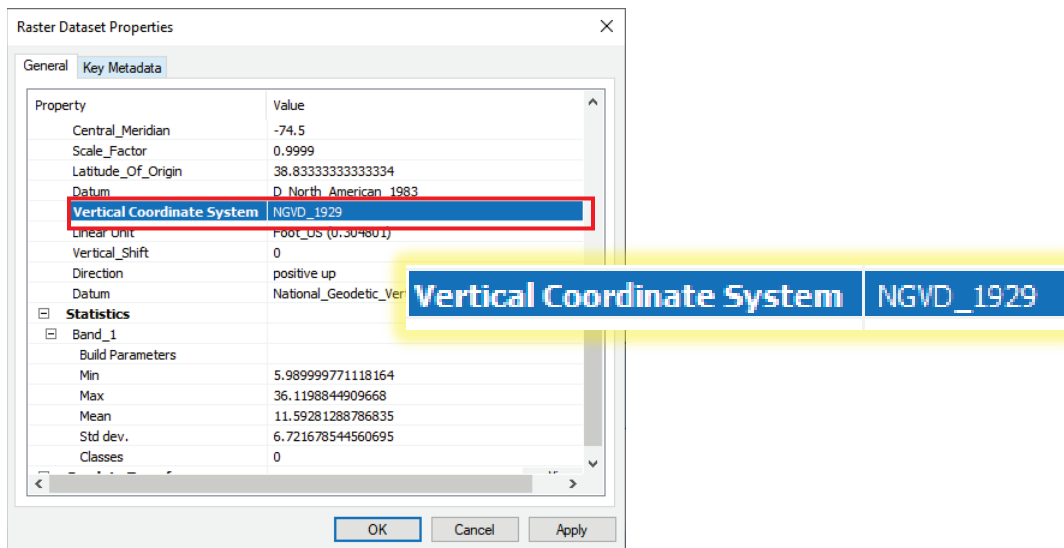 Raster Dataset Properties
General Key Metadata
Property Value
Central_Meridian -74.5
Scale_Factor 0.9999
Latitude_Of_Origin 38.83333333333334
Datum D_North_American_1983
Vertical Coordinate System NGVD_1929
Linear Unit Foot_US (0.304801)
Vertical_Shift 0
Direction positive up
Datum National_Geodetic_Ver
Vertical Coordinate System NGVD_1929
Statistics
Band_1
Build Parameters
Min 5.989999771118164
Max 36.1198844909668
Mean 11.59281288786835
Std dev. 6.721678544560695
Classes 0
OK Cancel Apply